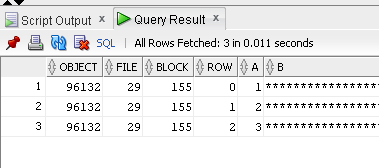 Script Output Query Result
SQL All Rows Fetched: 3 in 0.011 seconds
OBJECT FILE BLOCK ROW A B
1 96132 29 155 0 1 *****************
2 96132 29 155 1 2 *****************
3 96132 29 155 2 3 *****************